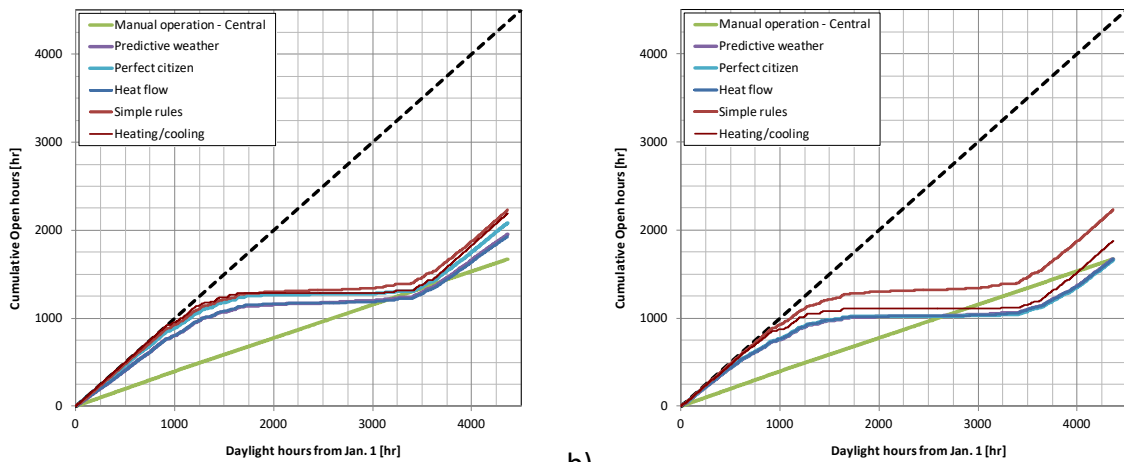 4000
3000
2000
1000
0
Cumulative Open hours [hr]
Manual operation - Central
Predictive weather
Perfect citizen
Heat flow
Simple rules
Heating/cooling
0
1000
2000
3000
4000
Daylight hours from Jan. 1 [hr]
b)
4000
3000
2000
1000
0
Cumulative Open hours [hr]
Manual operation - Central
Predictive weather
Perfect citizen
Heat flow
Simple rules
Heating/cooling
0
1000
2000
3000
4000
Daylight hours from Jan. 1 [hr]